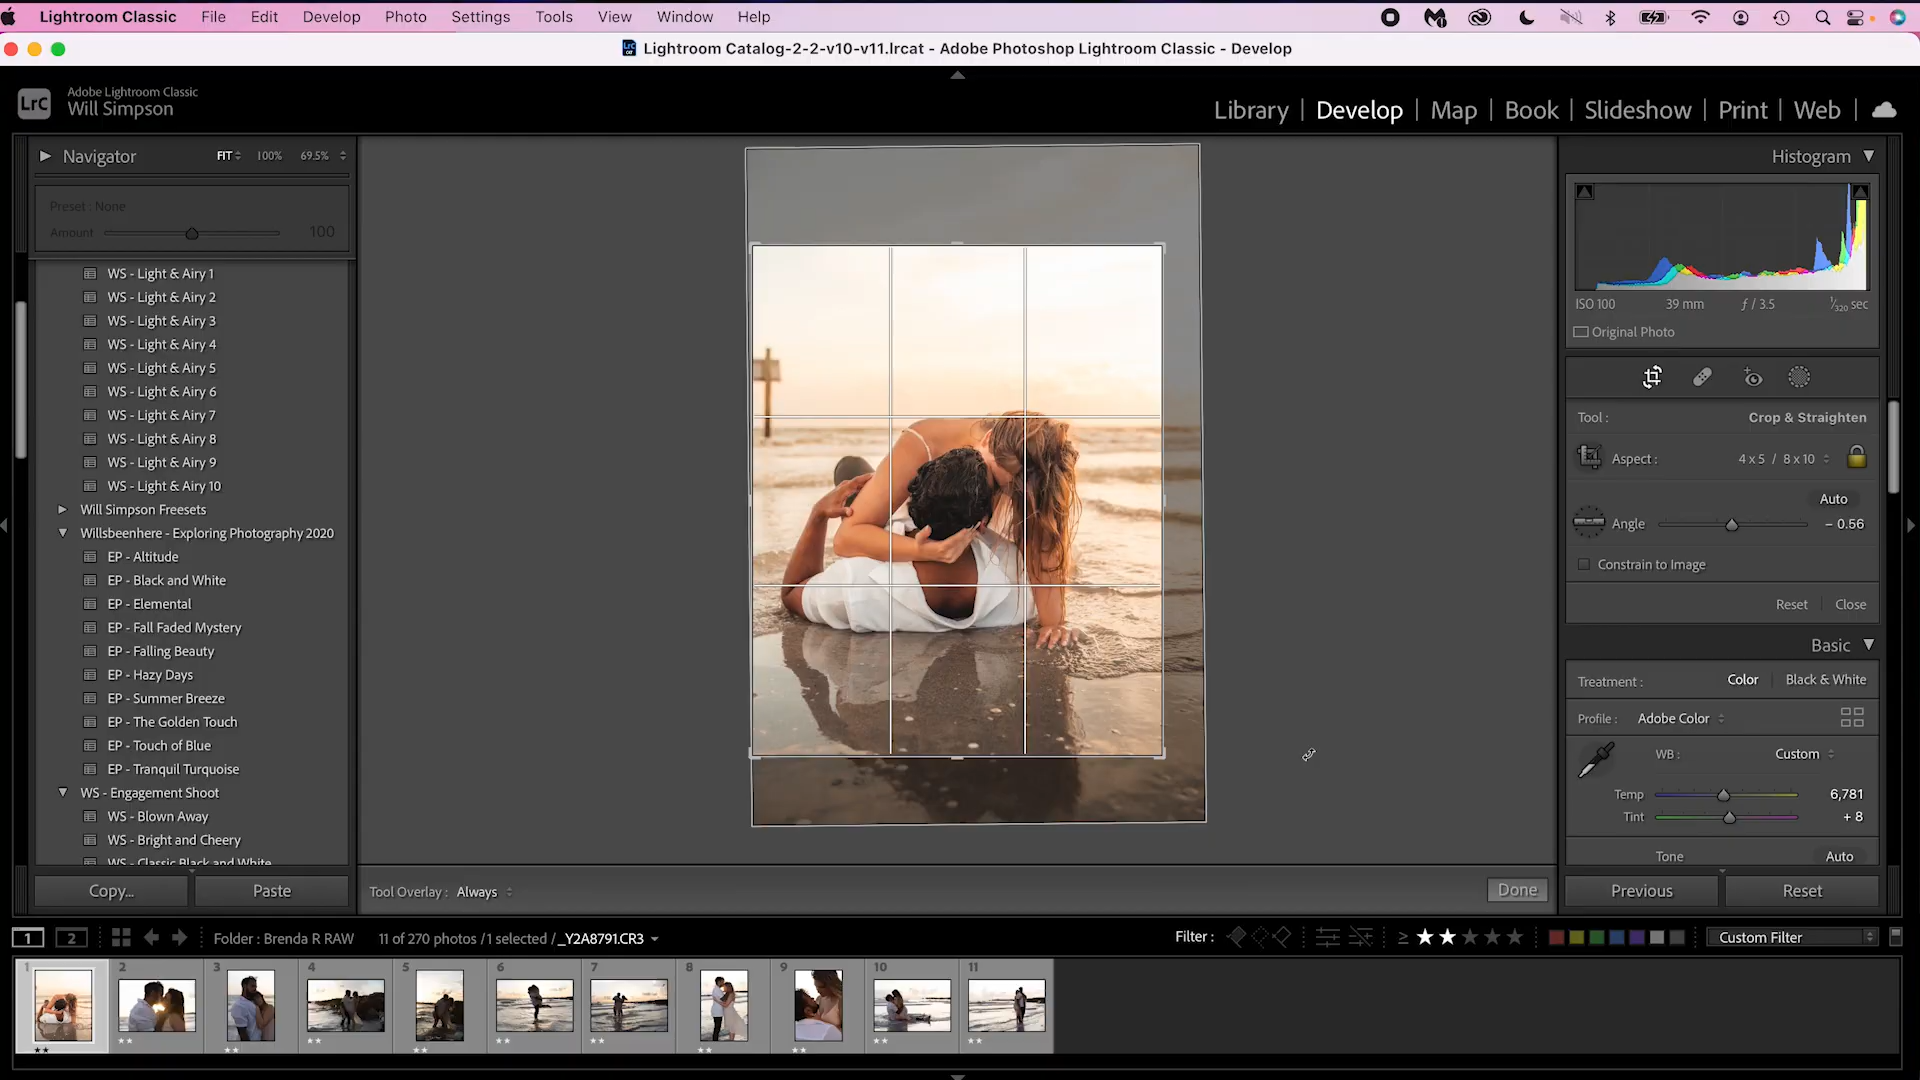 Lightroom Classic File Edit Develop Photo Settings Tools View Window Help
Lightroom Catalog-2-2-v10-v11.lrcat - Adobe Photoshop Lightroom Classic - Develop
LrC
Adobe Lightroom Classic
Will Simpson
Library | Develop | Map | Book | Slideshow | Print | Web
Navigator FIT 100% 69.5%
Preset : None
Amount 100
WS - Light & Airy 1
WS - Light & Airy 2
WS - Light & Airy 3
WS - Light & Airy 4
WS - Light & Airy 5
WS - Light & Airy 6
WS - Light & Airy 7
WS - Light & Airy 8
WS - Light & Airy 9
WS - Light & Airy 10
Will Simpson Freesets
Willsbeenhere - Exploring Photography 2020
EP - Altitude
EP - Black and White
EP - Elemental
EP - Fall Faded Mystery
EP - Falling Beauty
EP - Hazy Days
EP - Summer Breeze
EP - The Golden Touch
EP - Touch of Blue
EP - Tranquil Turquoise
WS - Engagement Shoot
WS - Blown Away
WS - Bright and Cheery
WS - Classic Black and White
Copy... Paste
Tool Overlay : Always
Done
Histogram
ISO 100 39 mm ƒ / 3.5 1/320 sec
Original Photo
Tool : Crop & Straighten
Aspect : 4 x 5 / 8 x 10
Auto
Angle - 0.56
Constrain to Image
Reset Close
Basic
Treatment : Color Black & White
Profile : Adobe Color
WB : Custom
Temp 6,781
Tint + 8
Tone Auto
Previous Reset
1 2 Folder : Brenda R RAW 11 of 270 photos / 1 selected / _Y2A8791.CR3
Filter : ≥ ★★★★★ Custom Filter
1 2 3 4 5 6 7 8 9 10 11